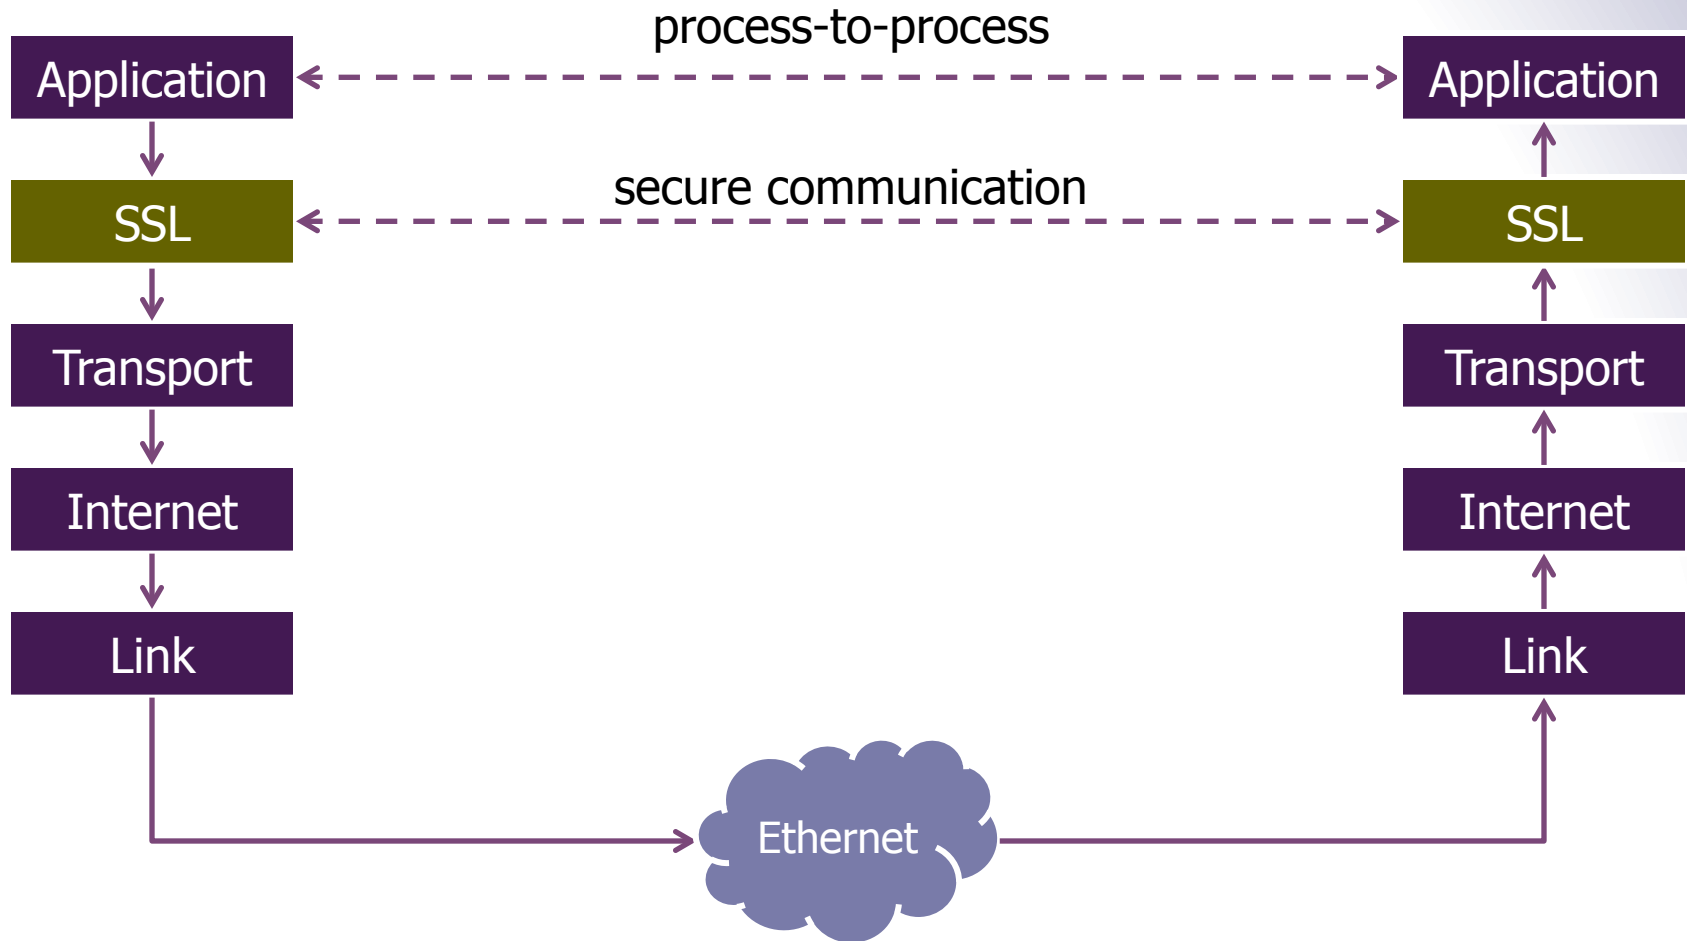 process-to-process
Application
Application
secure communication
SSL
SSL
Transport
Transport
Internet
Internet
Link
Link
Ethernet